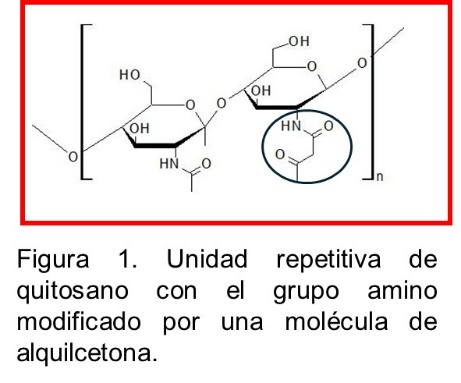 OH
HO
O
O
OH
O
O
OH
HN
O
O
HN
O
O
n
Figura 1. Unidad repetitiva de
quitosano con el grupo amino
modificado por una molécula de
alquilcetona.